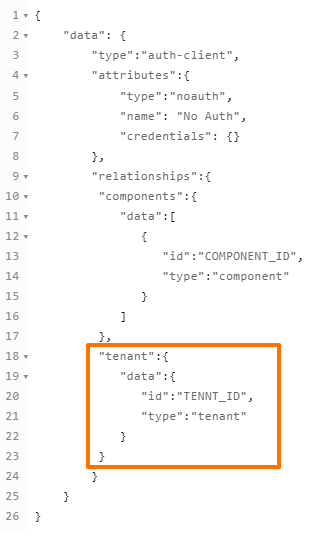 1 {
2 "data": {
3 "type":"auth-client",
4 "attributes":{
5 "type":"noauth",
6 "name": "No Auth",
7 "credentials": {}
8 },
9 "relationships":{
10 "components":{
11 "data":[
12 {
13 "id":"COMPONENT_ID",
14 "type":"component"
15 }
16 ]
17 },
18 "tenant":{
19 "data":{
20 "id":"TENNT_ID",
21 "type":"tenant"
22 }
23 }
24 }
25 }
26 }